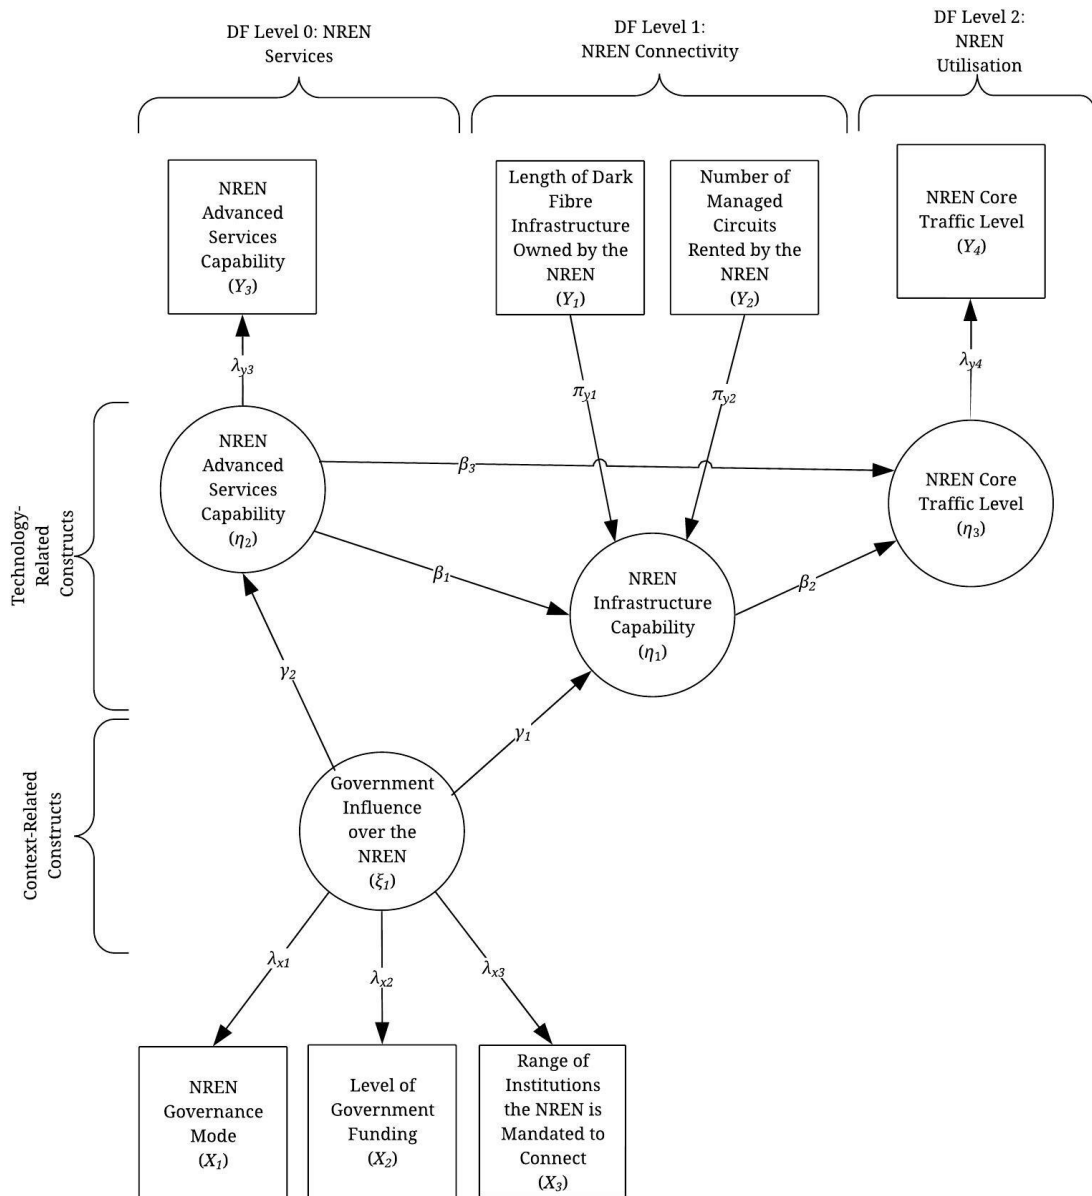 DF Level 0: NREN
Services
DF Level 1:
NREN Connectivity
DF Level 2:
NREN
Utilisation
NREN
Advanced
Services
Capability
(Y3)
Length of Dark
Fibre
Infrastructure
Owned by the
NREN
(Y1)
Number of
Managed
Circuits
Rented by the
NREN
(Y2)
NREN Core
Traffic Level
(Y4)
λy3
πy1
πy2
λy4
Technology-
Related
Constructs
NREN
Advanced
Services
Capability
(η2)
β3
NREN Core
Traffic Level
(η3)
β1
NREN
Infrastructure
Capability
(η1)
β2
γ2
γ1
Context-Related
Constructs
Government
Influence
over the
NREN
(ξ1)
λx1
λx2
λx3
NREN
Governance
Mode
(X1)
Level of
Government
Funding
(X2)
Range of
Institutions
the NREN is
Mandated to
Connect
(X3)